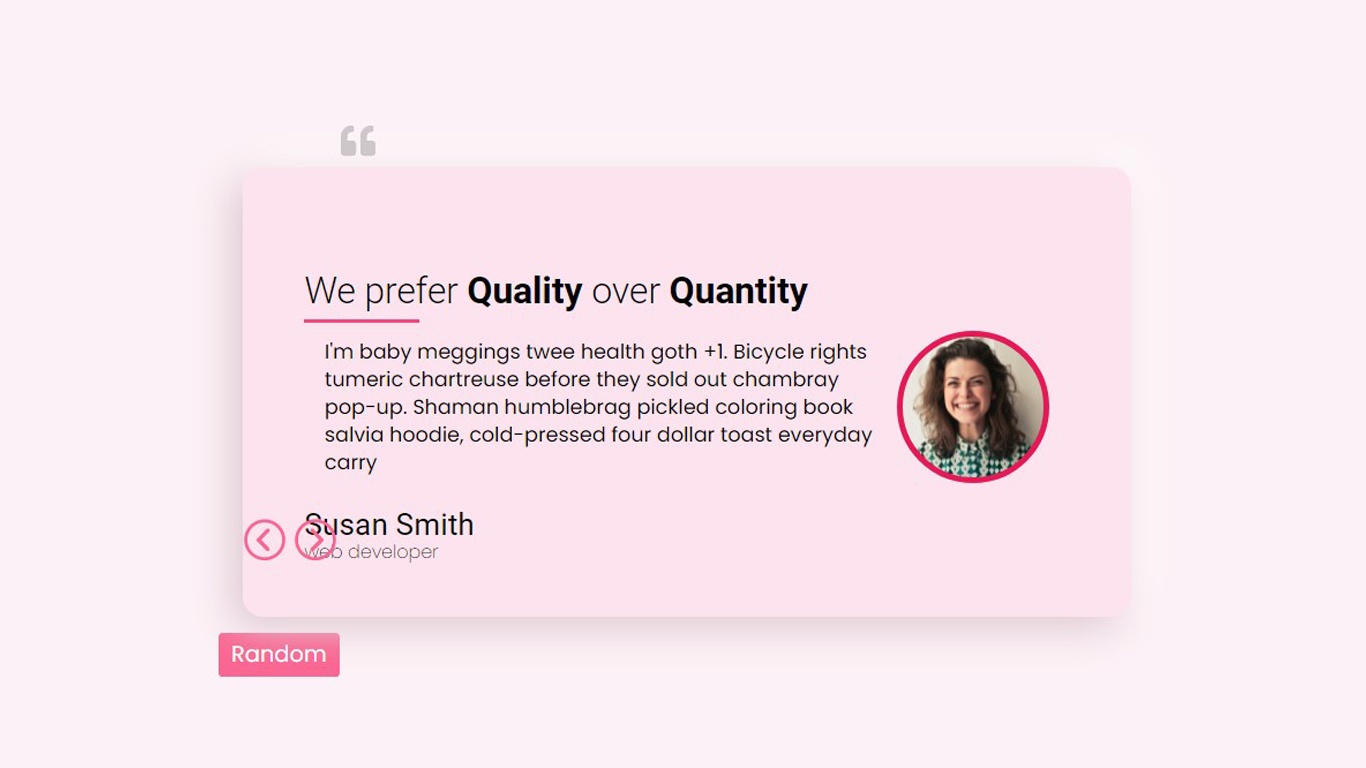 We prefer Quality over Quantity
I'm baby meggings twee health goth +1. Bicycle rights
tumeric chartreuse before they sold out chambray
pop-up. Shaman humblebrag pickled coloring book
salvia hoodie, cold-pressed four dollar toast everyday
carry
Susan Smith
web developer
Random